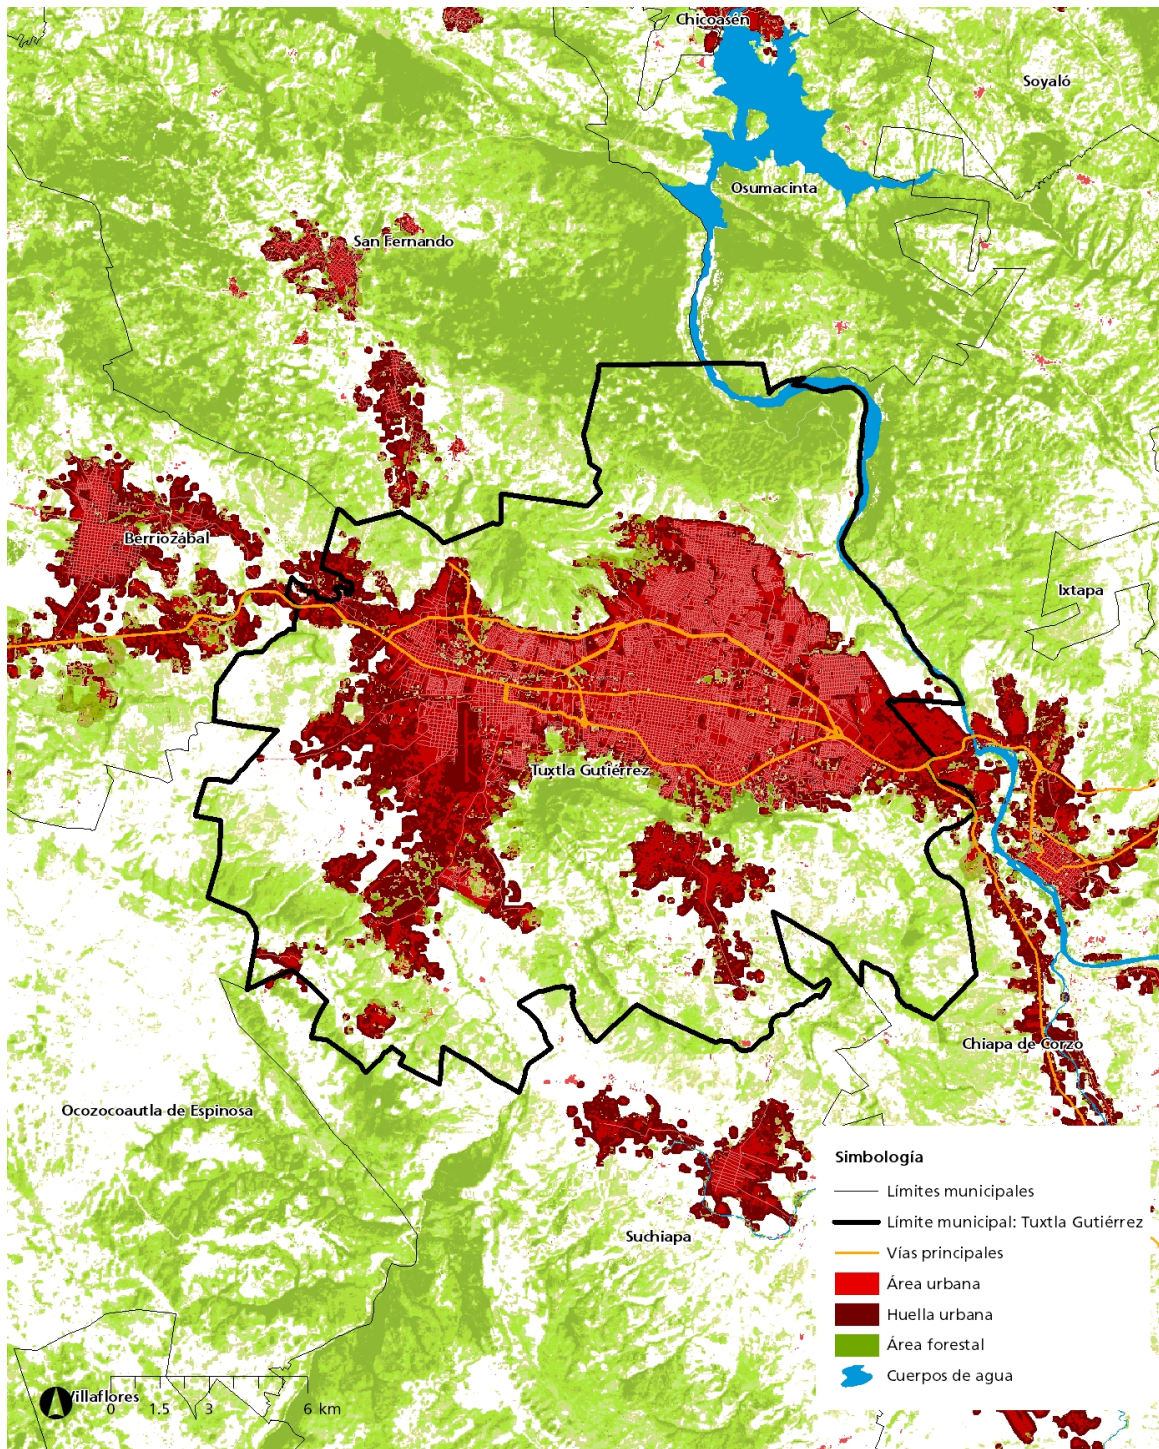 Chicoasén
Soyaló
Osumacinta
San Fernando
Berriozábal
Ixtapa
Tuxtla Gutiérrez
Chiapa de Corzo
Ocozocoautla de Espinosa
Suchiapa
Villaflores
0 1.5 3 6 km
Simbología
Límites municipales
Límite municipal: Tuxtla Gutiérrez
Vías principales
Área urbana
Huella urbana
Área forestal
Cuerpos de agua